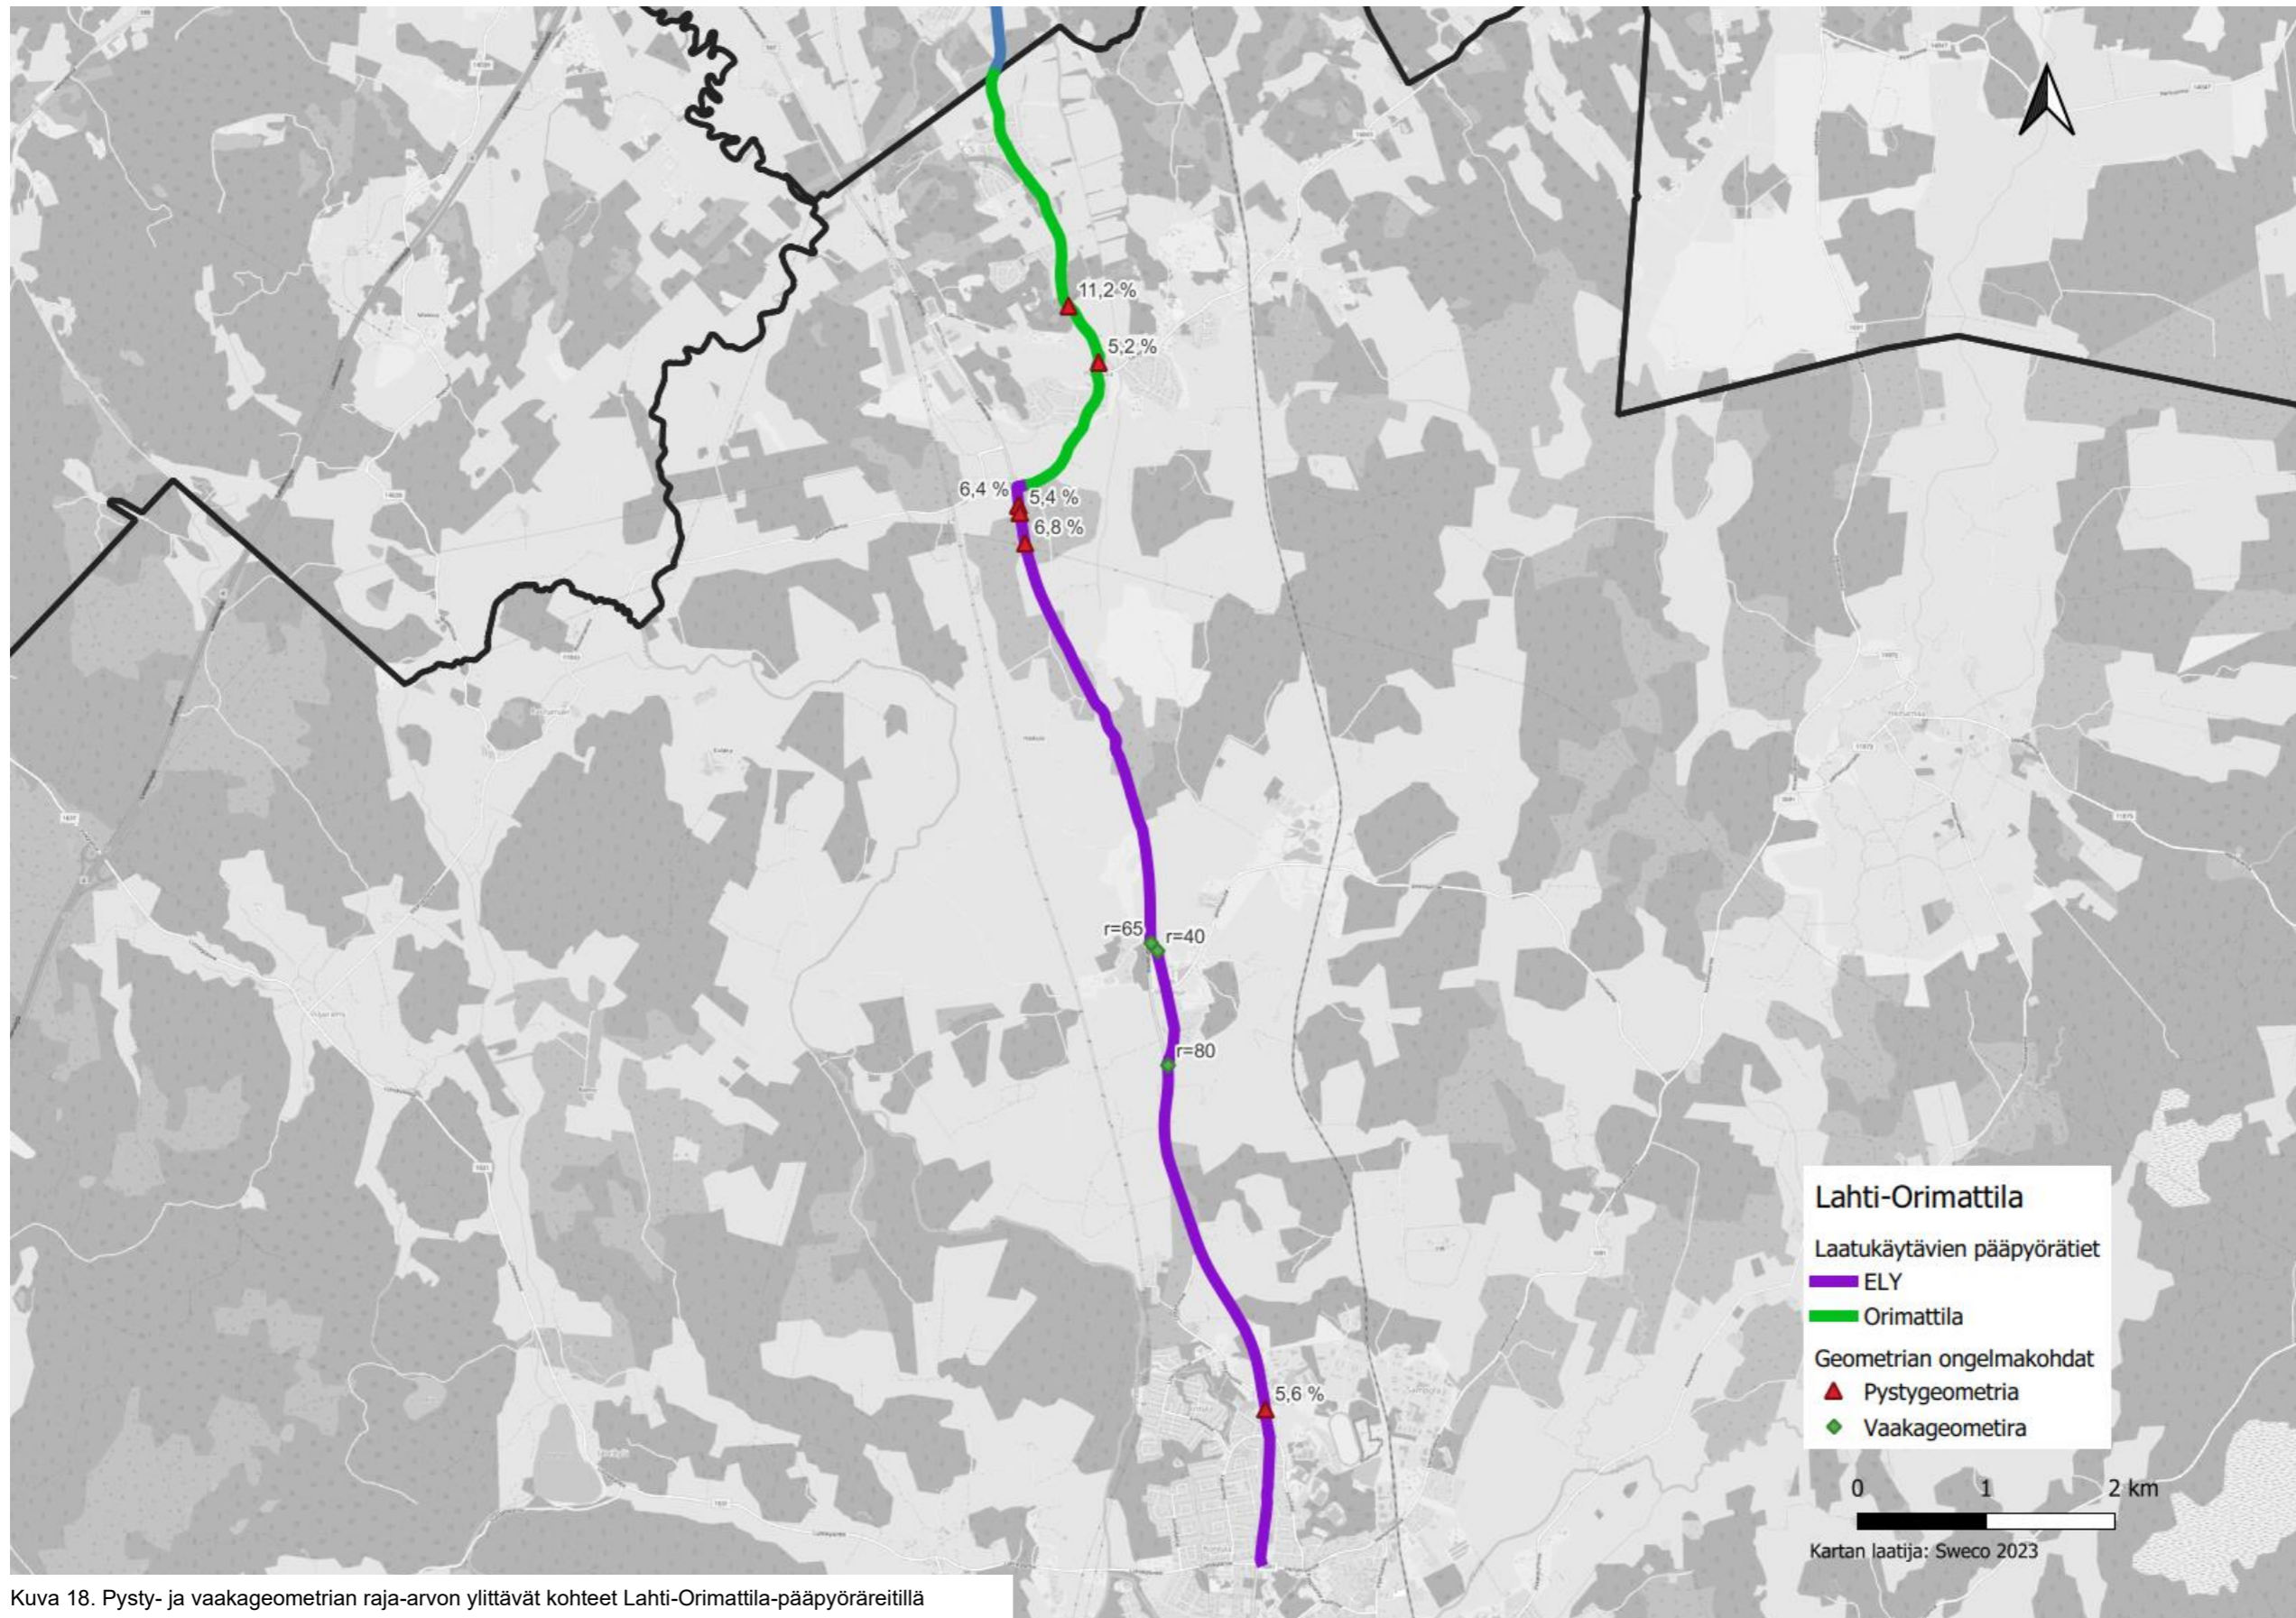 11,2 %
5,2 %
6,4 %
5,4 %
6,8 %
r=65
r=40
r=80
5,6 %
Lahti-Orimattila
Laatukäytävien pääpyörätiet
ELY
Orimattila
Geometrian ongelmakohdat
Pystygeometria
Vaakageometira
0 1 2 km
Kartan laatija: Sweco 2023
Kuva 18. Pysty- ja vaakageometrian raja-arvon ylittävät kohteet Lahti-Orimattila-pääpyöräreitillä